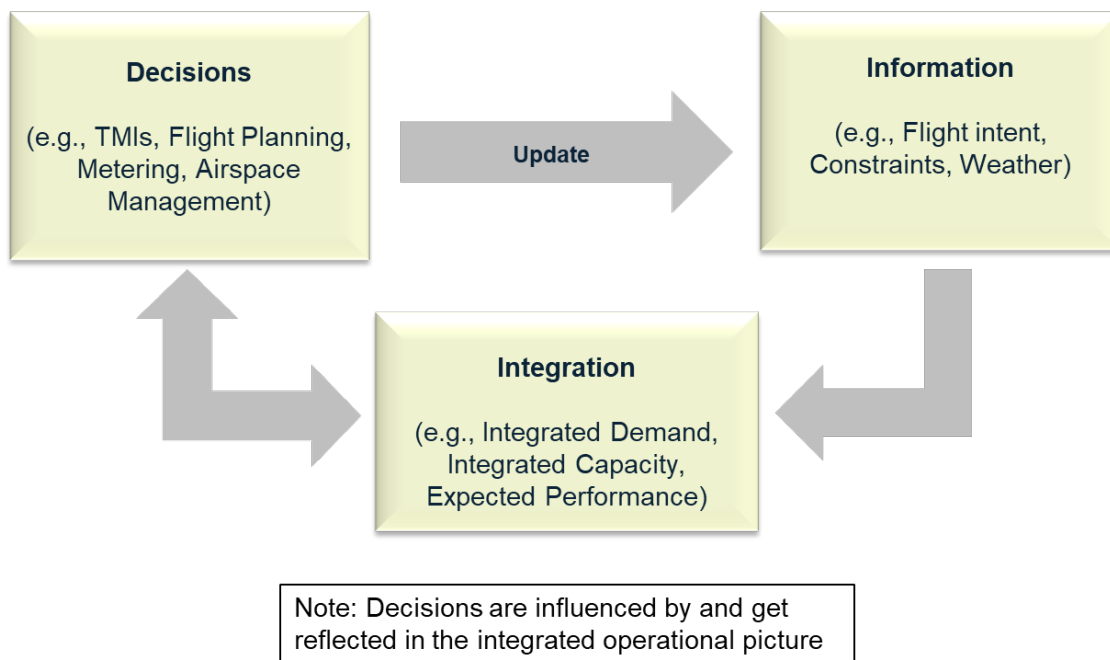 Decisions
(e.g., TMIs, Flight Planning,
Metering, Airspace
Management)
Update
Information
(e.g., Flight intent,
Constraints, Weather)
Integration
(e.g., Integrated Demand,
Integrated Capacity,
Expected Performance)
Note: Decisions are influenced by and get
reflected in the integrated operational picture